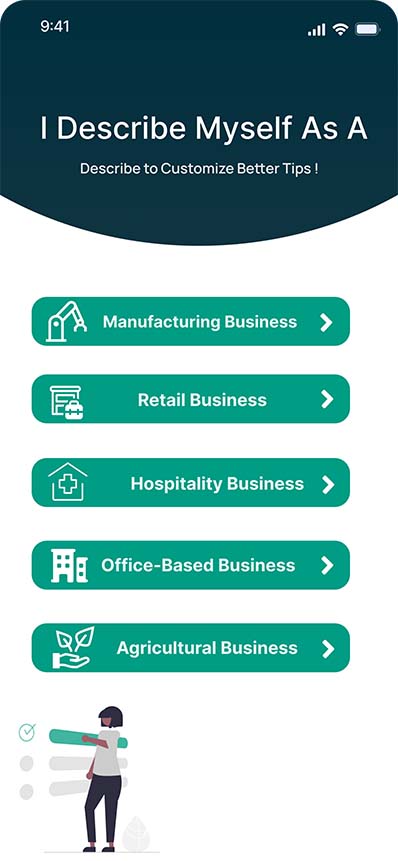 9:41
I Describe Myself As A
Describe to Customize Better Tips !
Manufacturing Business
Retail Business
Hospitality Business
Office-Based Business
Agricultural Business